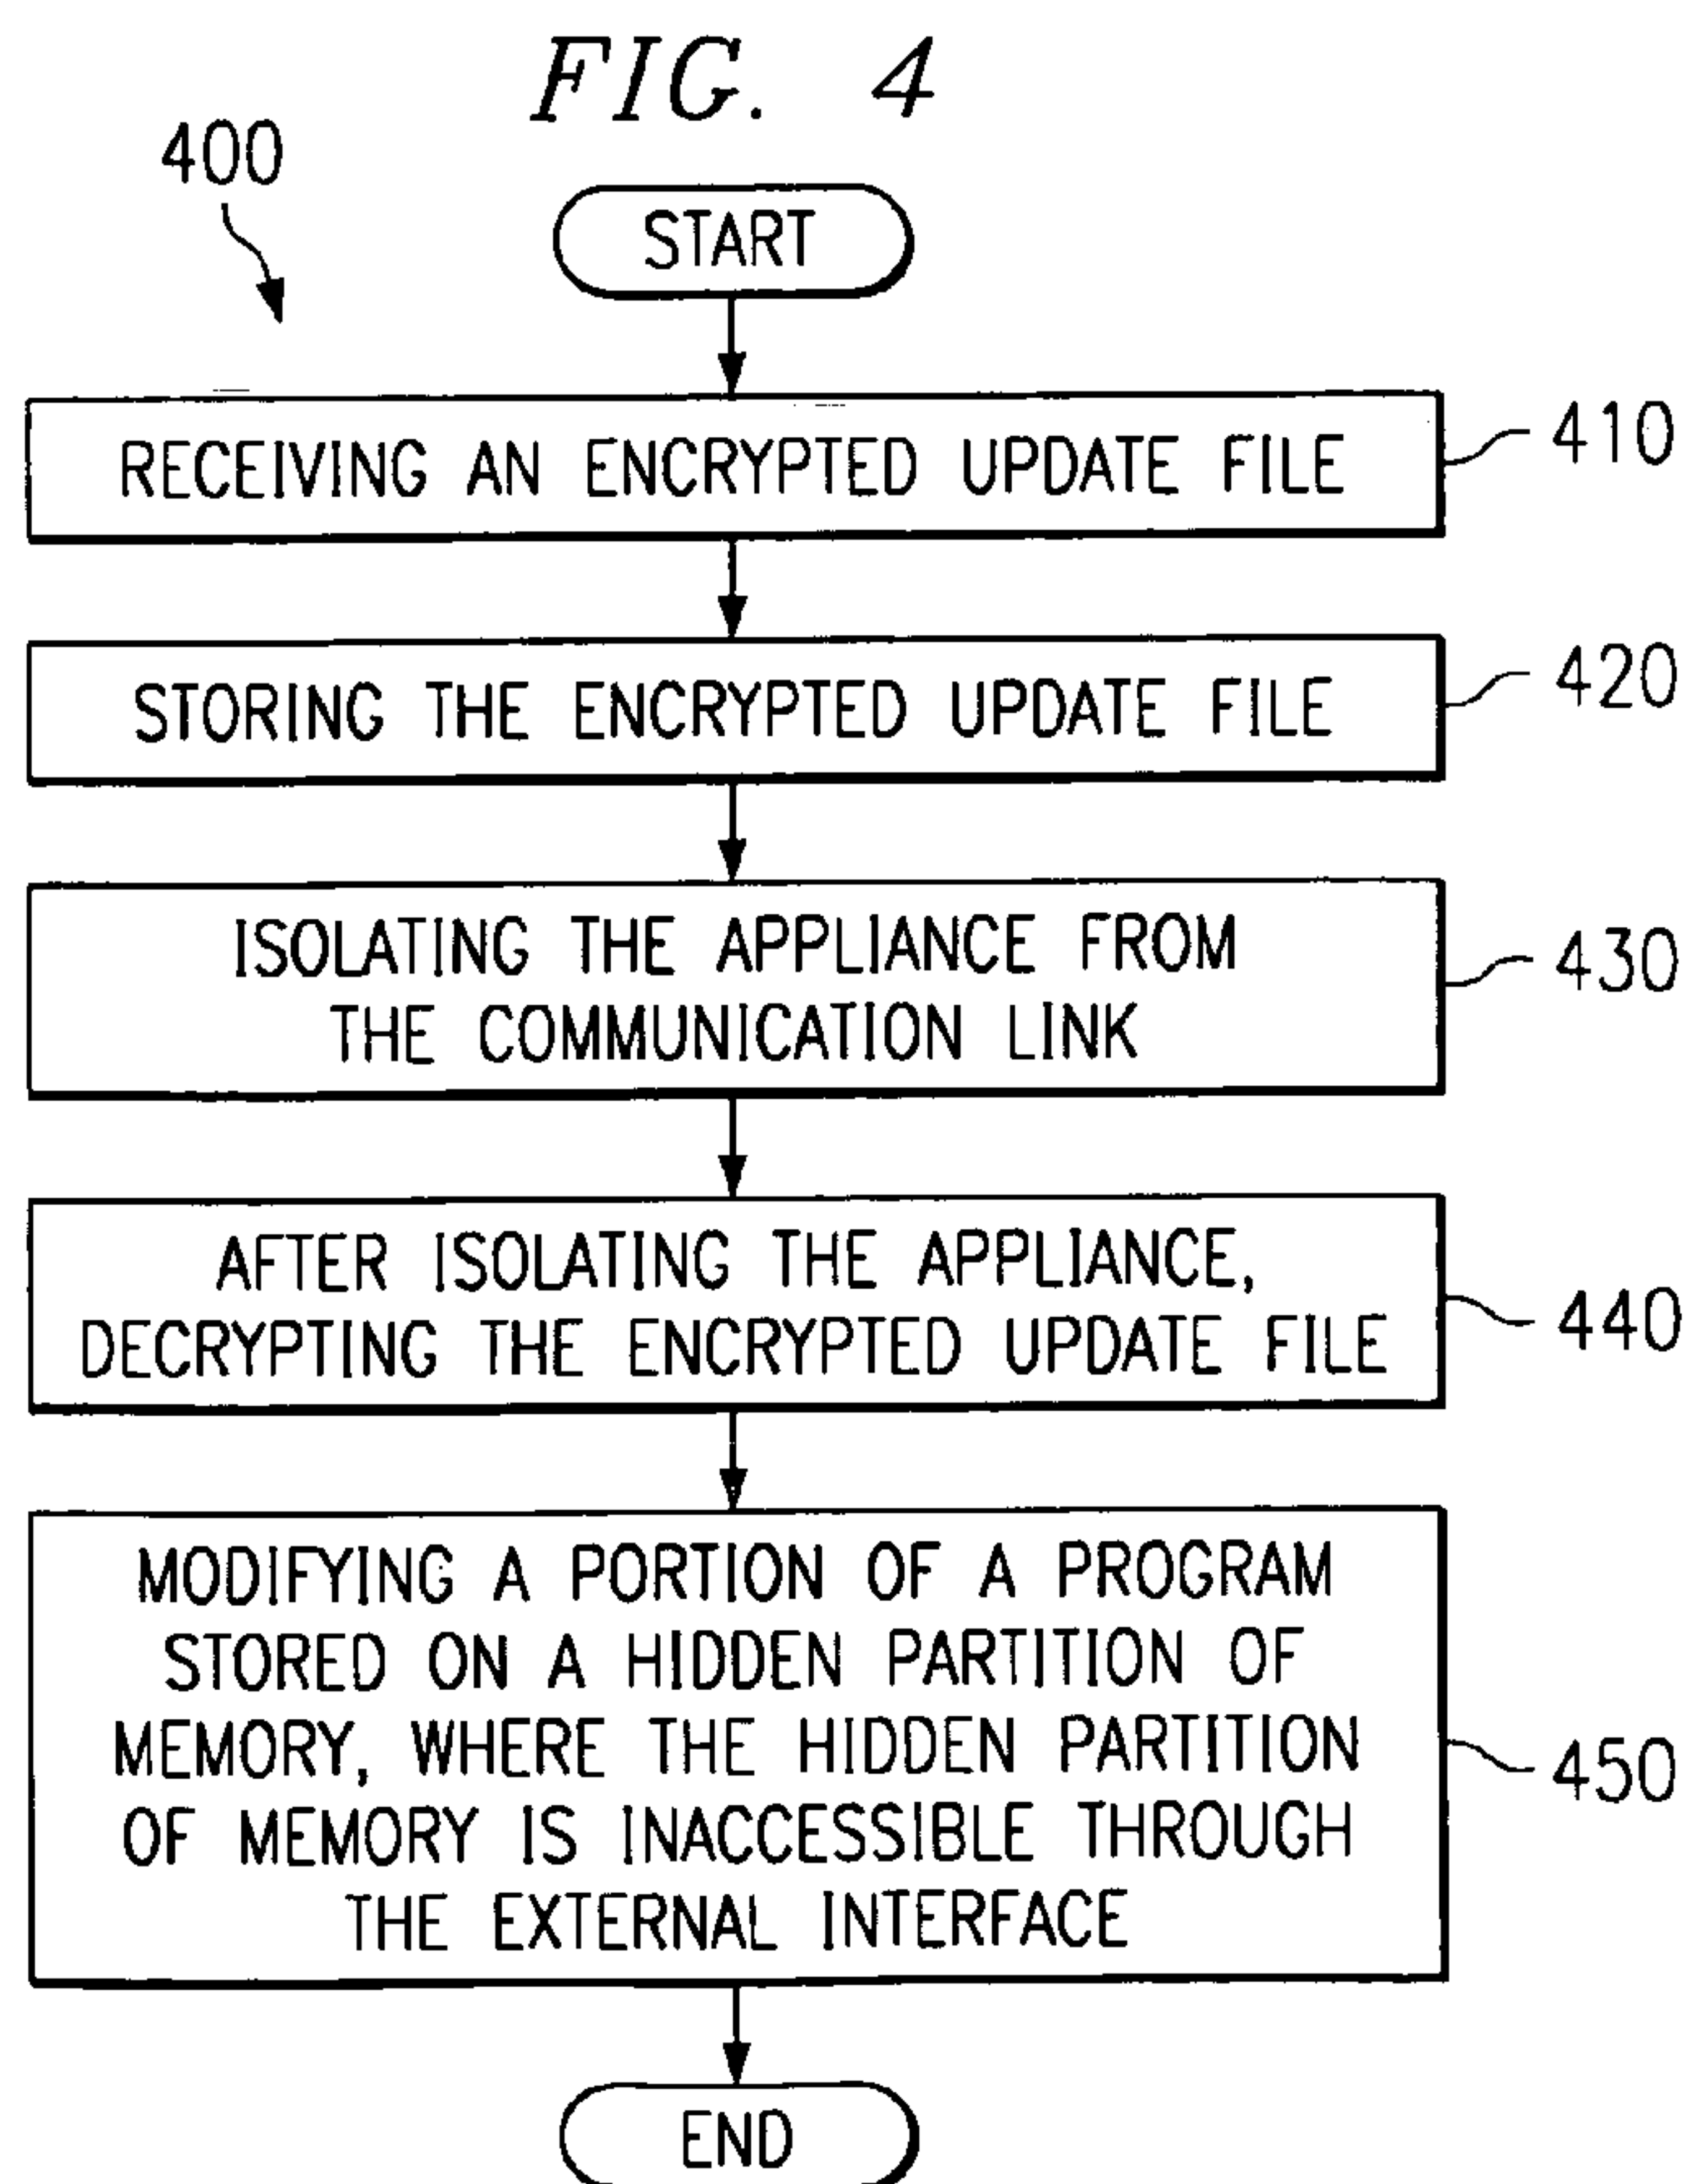 FIG. 4
400
START
RECEIVING AN ENCRYPTED UPDATE FILE
410
STORING THE ENCRYPTED UPDATE FILE
420
ISOLATING THE APPLIANCE FROM
THE COMMUNICATION LINK
430
AFTER ISOLATING THE APPLIANCE,
DECRYPTING THE ENCRYPTED UPDATE FILE
440
MODIFYING A PORTION OF A PROGRAM
STORED ON A HIDDEN PARTITION OF
MEMORY, WHERE THE HIDDEN PARTITION
OF MEMORY IS INACCESSIBLE THROUGH
THE EXTERNAL INTERFACE
450
END